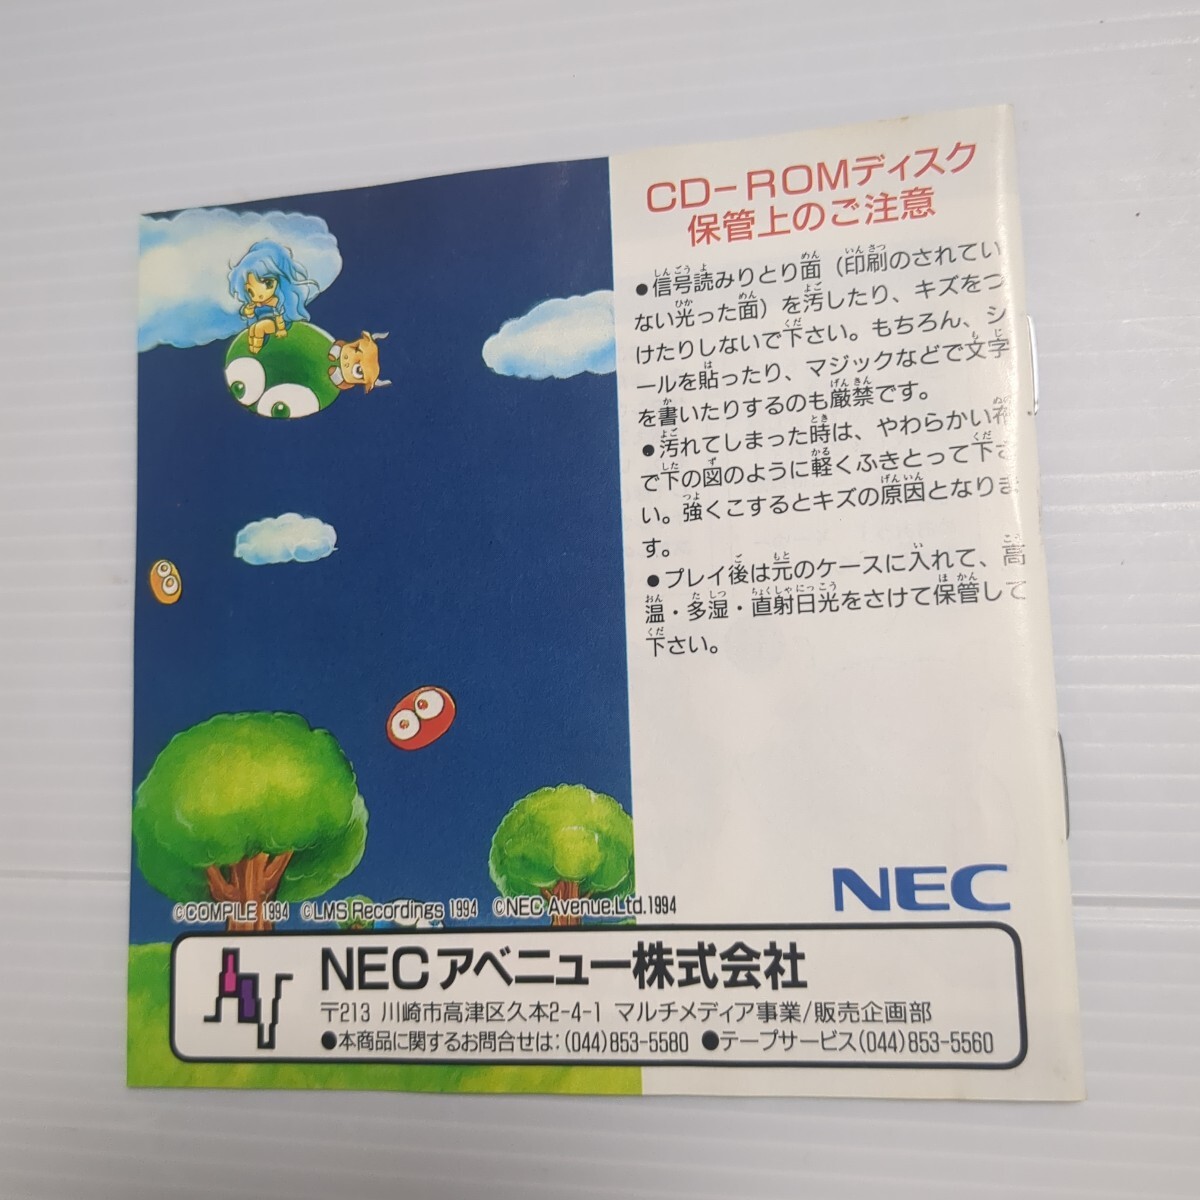 CD-ROMディスク
保管上のご注意
●信号読みりとり面（印刷のされてい
ない光った面）を汚したり、キズをつ
けたりしないで下さい。もちろん、シ
ールを貼ったり、マジックなどで文字
を書いたりするのも厳禁です。
●汚れてしまった時は、やわらかい布
で下の図のように軽くふきとって下さ
い。強くこするとキズの原因となりま
す。
●プレイ後は元のケースに入れて、高
温・多湿・直射日光をさけて保管して
下さい。
NEC
©COMPILE 1994 ©LMS Recordings 1994 ©NEC Avenue,Ltd.1994
NECアベニュー株式会社
〒213 川崎市高津区久本2-4-1 マルチメディア事業/販売企画部
●本商品に関するお問合せは:(044)853-5580 ●テープサービス(044)853-5560